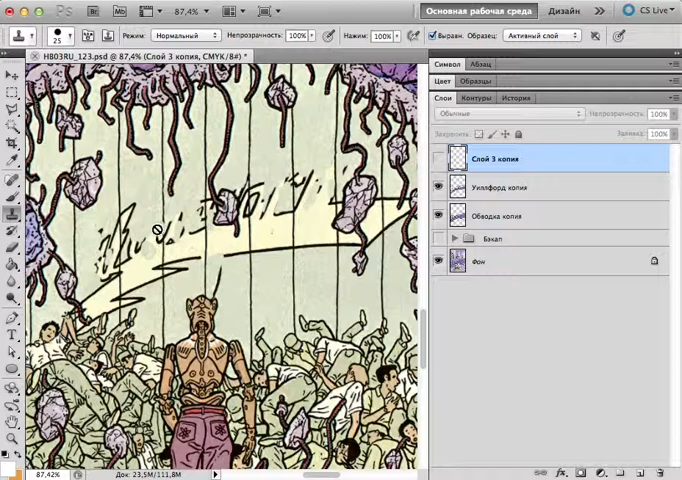 Ps Br Mb 87,4% Основная рабочая среда Дизайн CS Live
25 Режим: Нормальный Непрозрачность: 100% Нажим: 100% Выравн. Образец: Активный слой
HB03RU_123.psd @ 87,4% (Слой 3 копия, CMYK/8#) *
Символ Абзац
Цвет Образцы
Слои Контуры История
Обычные Непрозрачность: 100%
Закрепить: Заливка: 100%
Слой 3 копия
Уиллфорд копия
Обводка копия
Бэкап
Фон
87,42% Док: 23,5M/111,8M